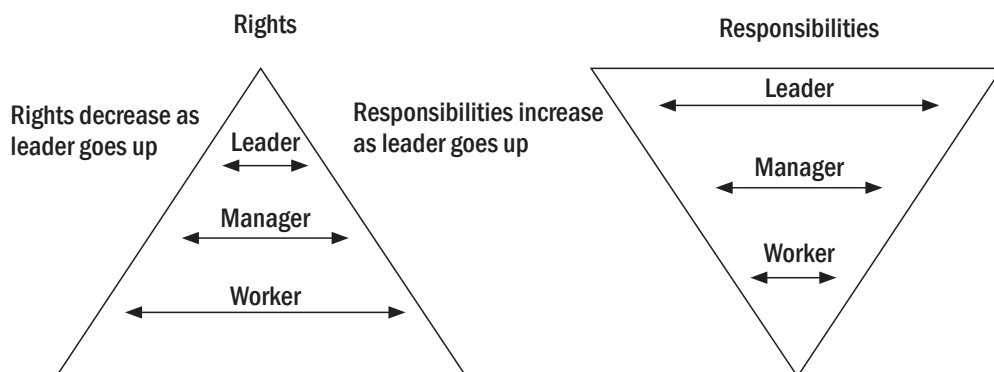 Rights
Responsibilities
Rights decrease as
leader goes up
Responsibilities increase
as leader goes up
Leader
Manager
Worker
Leader
Manager
Worker